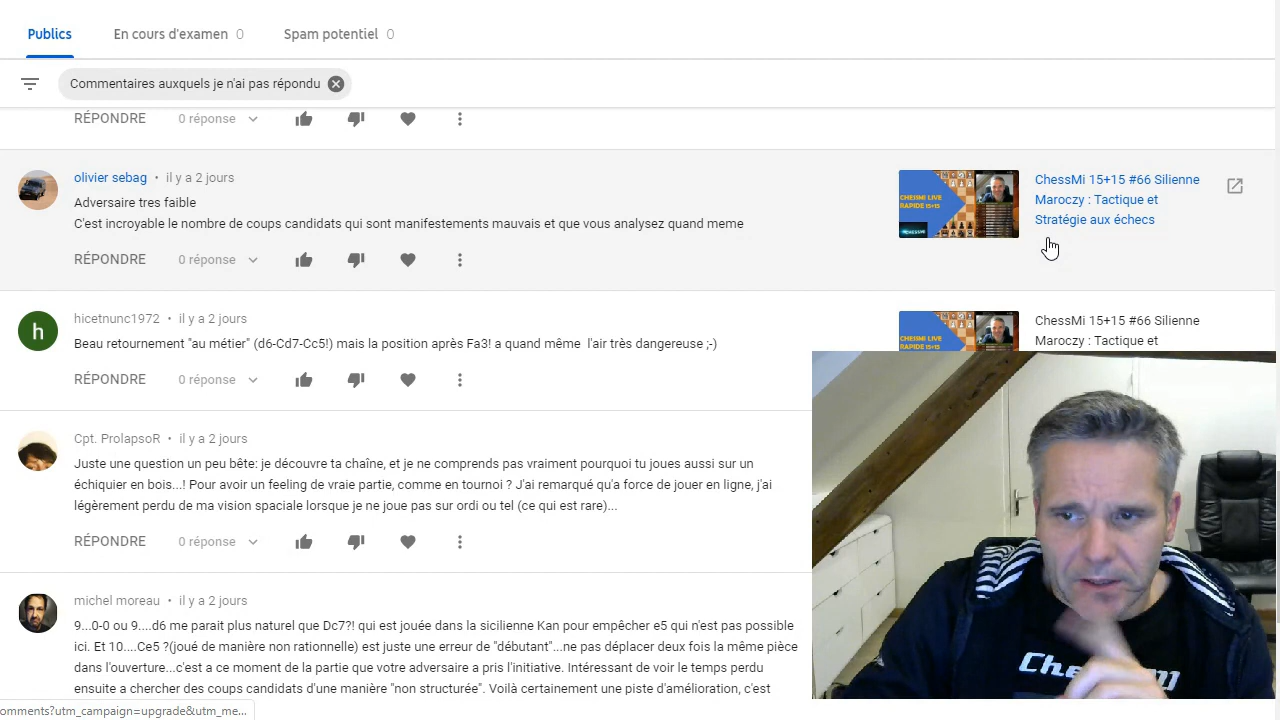 Publics
En cours d'examen 0
Spam potentiel 0
Commentaires auxquels je n'ai pas répondu
RÉPONDRE 0 réponse
olivier sebag • il y a 2 jours
Adversaire tres faible
C'est incroyable le nombre de coups candidats qui sont manifestements mauvais que vous analysez quand meme
RÉPONDRE 0 réponse
CHESSMI LIVE
RAPIDE 15+15
ChessMi 15+15 #66 Silienne
Maroczy : Tactique et
Stratégie aux échecs
hicetnunc1972 • il y a 2 jours
Beau retournement "au métier" (d6-Cd7-Cc5!) mais la position après Fa3! a quand même l'air très dangereuse ;-)
RÉPONDRE 0 réponse
CHESSMI LIVE
RAPIDE 15+15
ChessMi 15+15 #66 Silienne
Maroczy : Tactique et
h
Cpt. ProlapsoR • il y a 2 jours
Juste une question un peu bête: je découvre ta chaîne, et je ne comprends pas vraiment pourquoi tu joues aussi sur un
échiquier en bois...! Pour avoir un feeling de vraie partie, comme en tournoi ? J'ai remarqué qu'a force de jouer en ligne, j'ai
légèrement perdu de ma vision spaciale lorsque je ne joue pas sur ordi ou tel (ce qui est rare)...
RÉPONDRE 0 réponse
michel moreau • il y a 2 jours
9...0-0 ou 9....d6 me parait plus naturel que Dc7?! qui est jouée dans la sicilienne Kan pour empêcher e5 qui n'est pas possible
ici. Et 10....Ce5 ?(joué de manière non rationnelle) est juste une erreur de "débutant"...ne pas déplacer deux fois la même pièce
dans l'ouverture...c'est a ce moment de la partie que votre adversaire a pris l'initiative. Intéressant de voir le temps perdu
ensuite a chercher des coups candidats d'une manière "non structuré". Voilà certainement une piste d'amélioration, c'est
omments?utm_campaign=upgrade&utm_me...